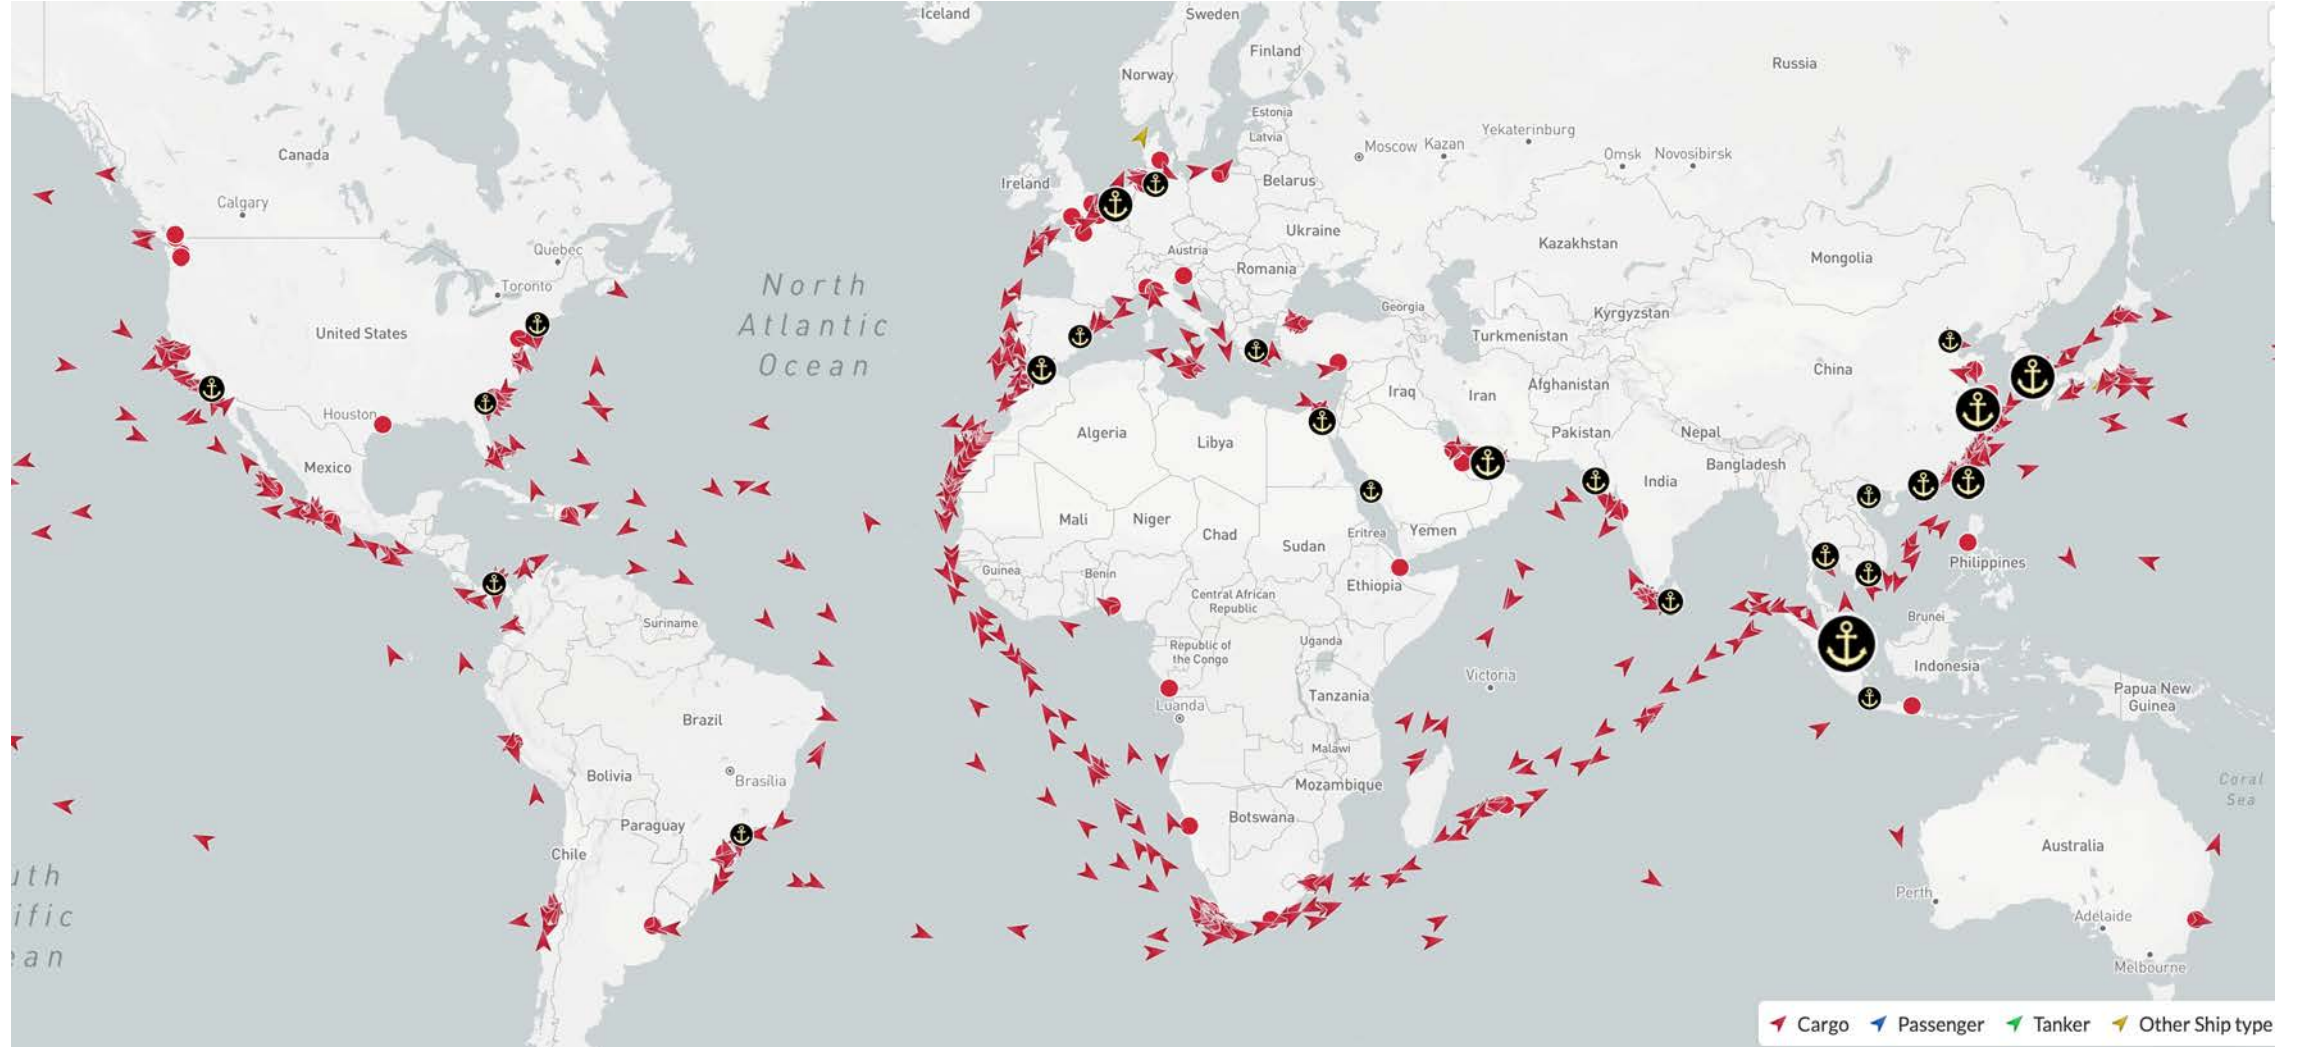 Iceland
Sweden
Finland
Russia
Norway
Estonia
Latvia
Moscow
Kazan
Yekaterinburg
Omsk
Novosibirsk
Canada
Ireland
Belarus
Calgary
Ukraine
Quebec
Austria
Kazakhstan
Mongolia
Romania
Toronto
North
Atlantic
Ocean
Georgia
Kyrgyzstan
United States
Turkmenistan
China
Iraq
Iran
Afghanistan
Houston
Algeria
Libya
Pakistan
Nepal
Mexico
Bangladesh
India
Mali
Niger
Chad
Eritrea
Yemen
Sudan
Guinea
Benin
Ethiopia
Philippines
Central African
Republic
Suriname
Brunei
Republic of
the Congo
Uganda
Indonesia
Victoria
Tanzania
Papua New
Guinea
Luanda
Brazil
Malawi
Bolivia
Brasília
Mozambique
Coral
Sea
Botswana
Paraguay
Australia
Chile
uth
ific
ean
Perth
Adelaide
Melbourne
Cargo
Passenger
Tanker
Other Ship type